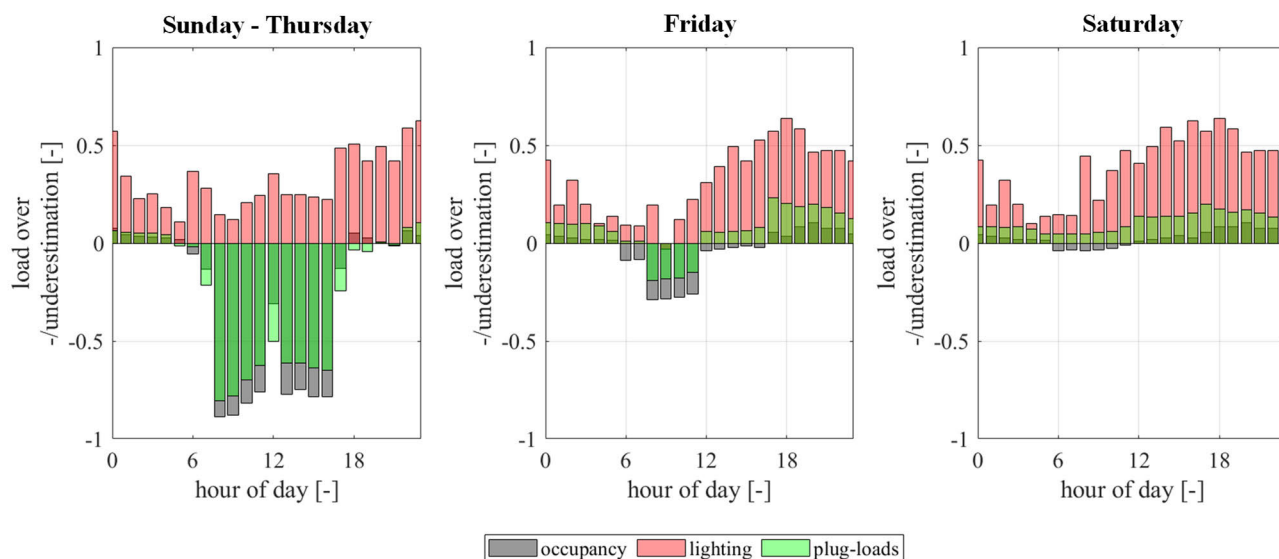 Sunday - Thursday
Friday
Saturday
load over
-/underestimation [-]
1
0.5
0
-0.5
-1
0
6
12
18
hour of day [-]
load over
-/underestimation [-]
1
0.5
0
-0.5
-1
0
6
12
18
hour of day [-]
load over
-/underestimation [-]
1
0.5
0
-0.5
-1
0
6
12
18
hour of day [-]
occupancy lighting plug-loads